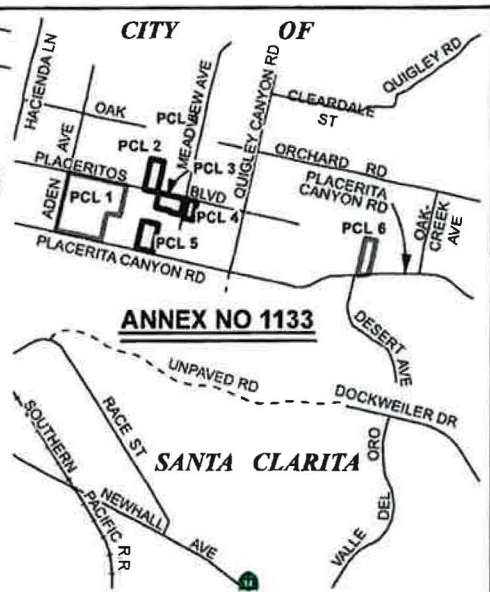 CITY OF
HACIENDA LN
OAK
AVE
PCL
MEADVIEW AVE
QUIGLEY CANYON RD
CLEARDALE
ST
QUIGLEY RD
ORCHARD RD
PLACERITA
CANYON RD
OAK-
CREEK
AVE
PCL 2
PCL 3
PLACERITOS
BLVD
PCL 1
ADEN
PCL 4
PCL 5
PCL 6
PLACERITA CANYON RD
DESERT AVE
ANNEX NO 1133
UNPAVED RD
DOCKWEILER DR
RACE ST
SOUTHERN
PACIFIC R.R
SANTA CLARITA
NEWHALL
AVE
VALLE DEL ORO